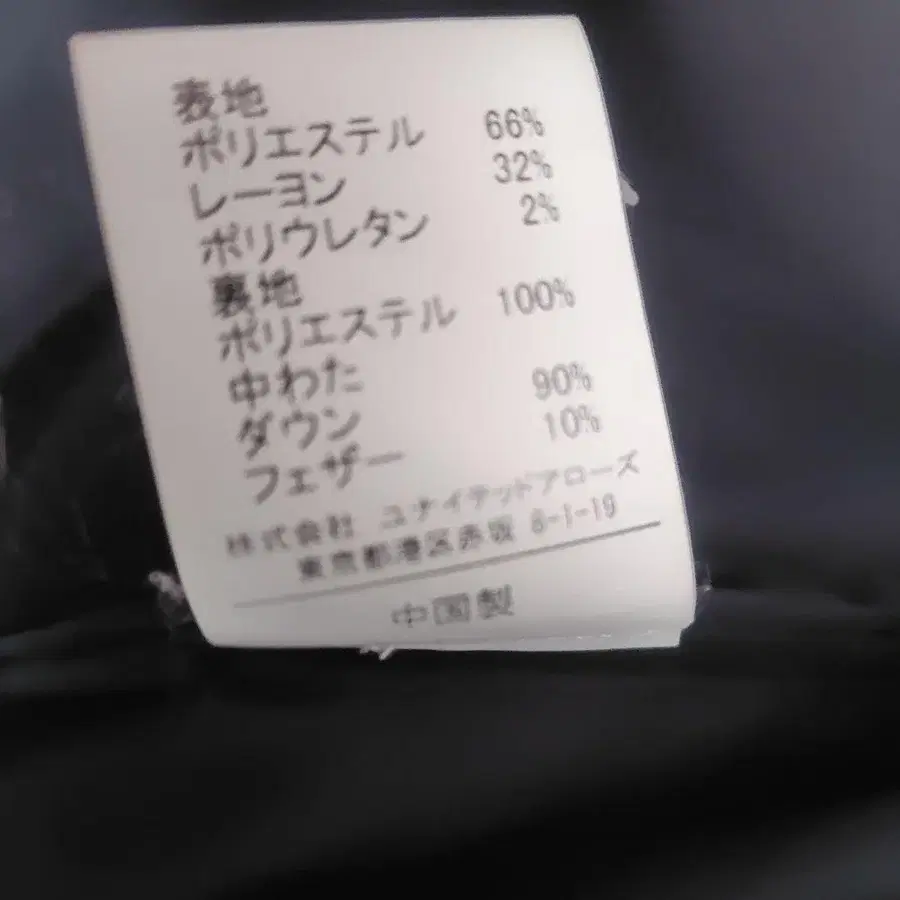 表地
ポリエステル 66%
レーヨン 32%
ポリウレタン 2%
裏地
ポリエステル 100%
中わた
ダウン 90%
フェザー 10%
株式会社 ユナイテッドアローズ
東京都港区赤坂 8-1-19
中国製